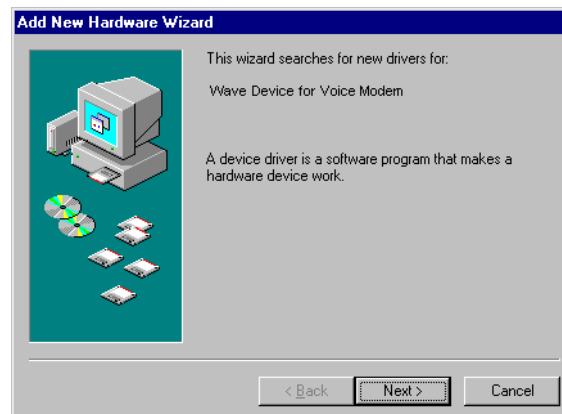 Add New Hardware Wizard
This wizard searches for new drivers for:
Wave Device for Voice Modem
A device driver is a software program that makes a
hardware device work.
< Back
Next >
Cancel